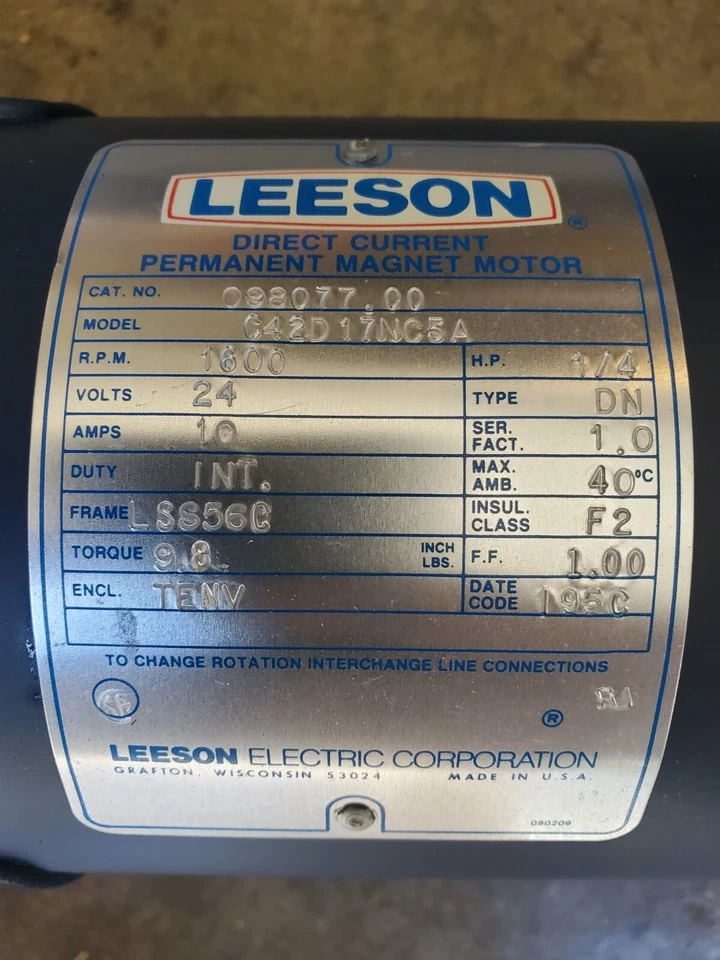 LEESON ®
DIRECT CURRENT
PERMANENT MAGNET MOTOR
CAT. NO. 098077.00
MODEL C42D17NC5A
R.P.M. 1600 H.P. 1/4
VOLTS 24 TYPE DN
AMPS 10 SER. FACT. 1.0
DUTY INT. MAX. AMB. 40°C
FRAME LSS56C INSUL. CLASS F2
TORQUE 9.8 INCH LBS. F.F. 1.00
ENCL. TENV DATE CODE 195C
TO CHANGE ROTATION INTERCHANGE LINE CONNECTIONS
®
LEESON ELECTRIC CORPORATION
GRAFTON, WISCONSIN 53024 MADE IN U.S.A.
080209